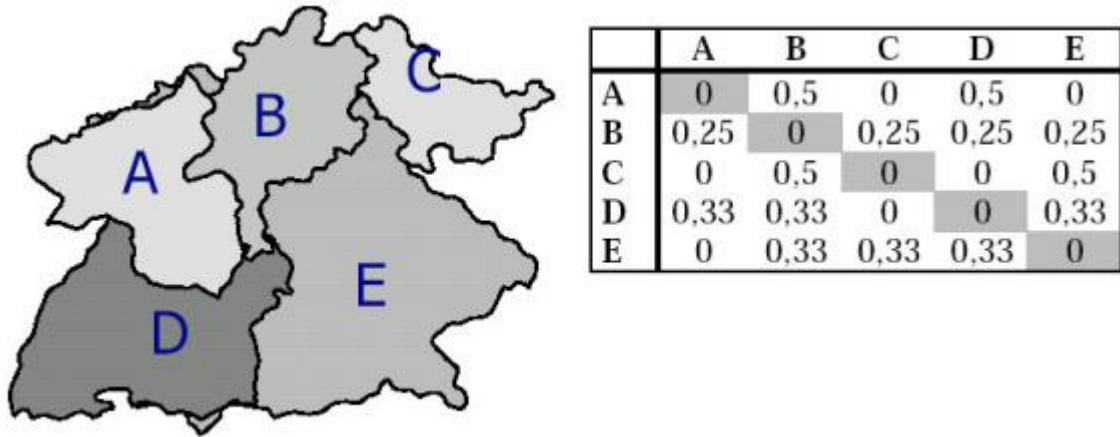 A
B
C
D
E
A B C D E
A 0 0,5 0 0,5 0
B 0,25 0 0,25 0,25 0,25
C 0 0,5 0 0 0,5
D 0,33 0,33 0 0 0,33
E 0 0,33 0,33 0,33 0